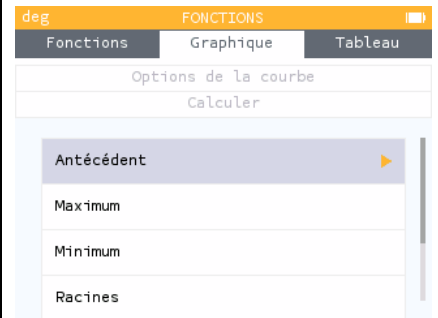 deg FONCTIONS
Fonctions Graphique Tableau
Options de la courbe
Calculer
Antécédent
Maximum
Minimum
Racines